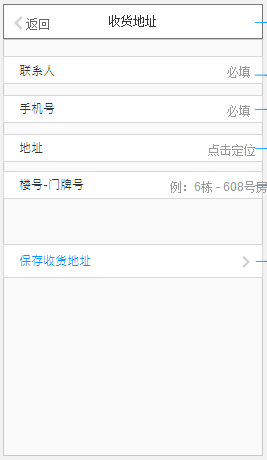 返回 收货地址
联系人 必填
手机号 必填
地址 点击定位
楼号-门牌号 例：6栋 - 608号房
保存收货地址